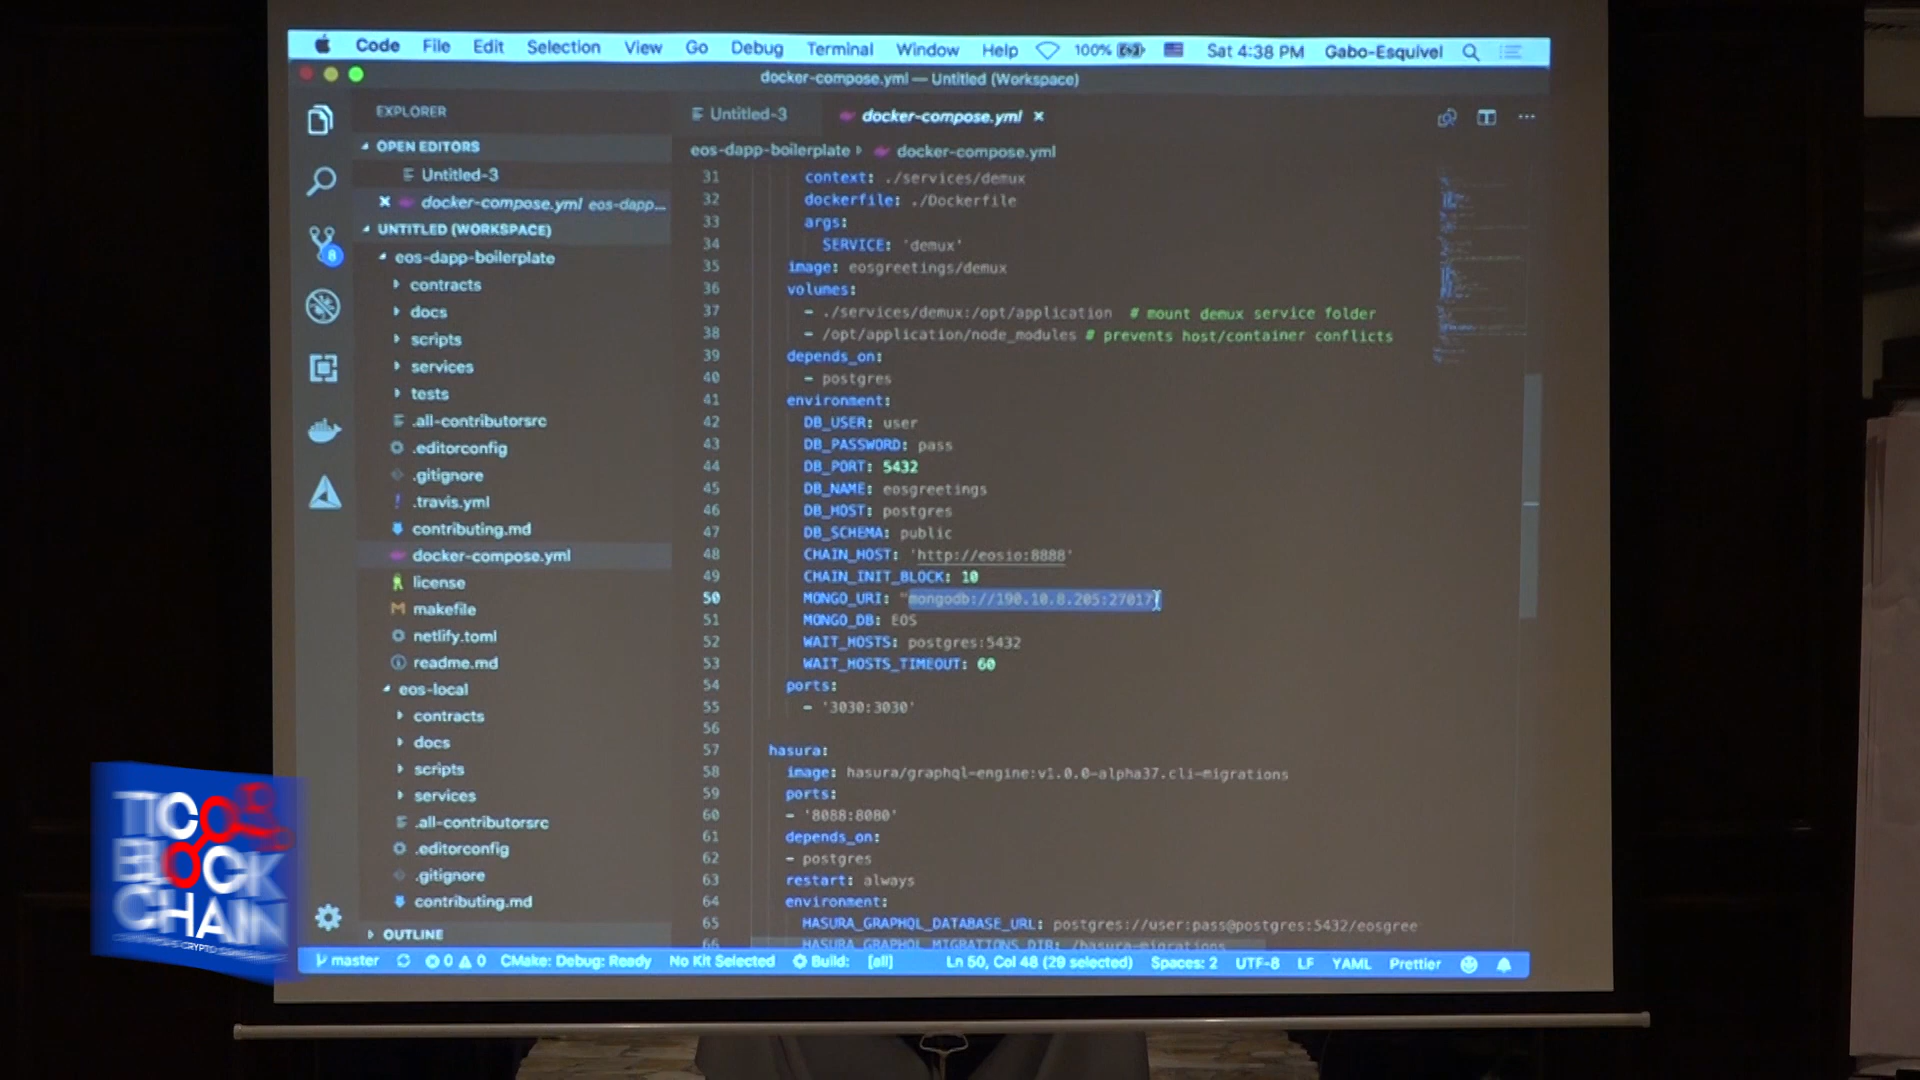 Code File Edit Selection View Go Debug Terminal Window Help 100% Sat 4:38 PM Gabo-Esquivel
docker-compose.yml — Untitled (Workspace)
EXPLORER
OPEN EDITORS
Untitled-3
docker-compose.yml eos-dapp...
UNTITLED (WORKSPACE)
8
eos-dapp-boilerplate
contracts
docs
scripts
services
tests
.all-contributorsrc
.editorconfig
.gitignore
.travis.yml
contributing.md
docker-compose.yml
license
makefile
netlify.toml
readme.md
eos-local
contracts
docs
scripts
services
.all-contributorsrc
.editorconfig
.gitignore
contributing.md
OUTLINE
Untitled-3 docker-compose.yml
eos-dapp-boilerplate docker-compose.yml
31 context: ./services/demux
32 dockerfile: ./Dockerfile
33 args:
34 SERVICE: 'demux'
35 image: eosgreetings/demux
36 volumes:
37 - ./services/demux:/opt/application # mount demux service folder
38 - /opt/application/node_modules # prevents host/container conflicts
39 depends_on:
40 - postgres
41 environment:
42 DB_USER: user
43 DB_PASSWORD: pass
44 DB_PORT: 5432
45 DB_NAME: eosgreetings
46 DB_HOST: postgres
47 DB_SCHEMA: public
48 CHAIN_HOST: 'http://eosio:8888'
49 CHAIN_INIT_BLOCK: 10
50 MONGO_URI: "mongodb://190.10.8.205:27017
51 MONGO_DB: EOS
52 WAIT_HOSTS: postgres:5432
53 WAIT_HOSTS_TIMEOUT: 60
54 ports:
55 - '3030:3030'
56
57 hasura:
58 image: hasura/graphql-engine:v1.0.0-alpha37.cli-migrations
59 ports:
60 - '8088:8080'
61 depends_on:
62 - postgres
63 restart: always
64 environment:
65 HASURA_GRAPHQL_DATABASE_URL: postgres://user:pass@postgres:5432/eosgree
66 HASURA_GRAPHQL_MIGRATIONS_DIR: /hasura-migrations
master 0 0 CMake: Debug: Ready No Kit Selected Build: [all] Ln 50, Col 48 (29 selected) Spaces: 2 UTF-8 LF YAML Prettier
TICO
BLOCK
CHAIN